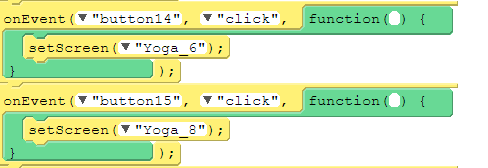 onEvent(▼"button14", ▼"click", function( ) {
setScreen(▼"Yoga_6");
} );
onEvent(▼"button15", ▼"click", function( ) {
setScreen(▼"Yoga_8");
} );